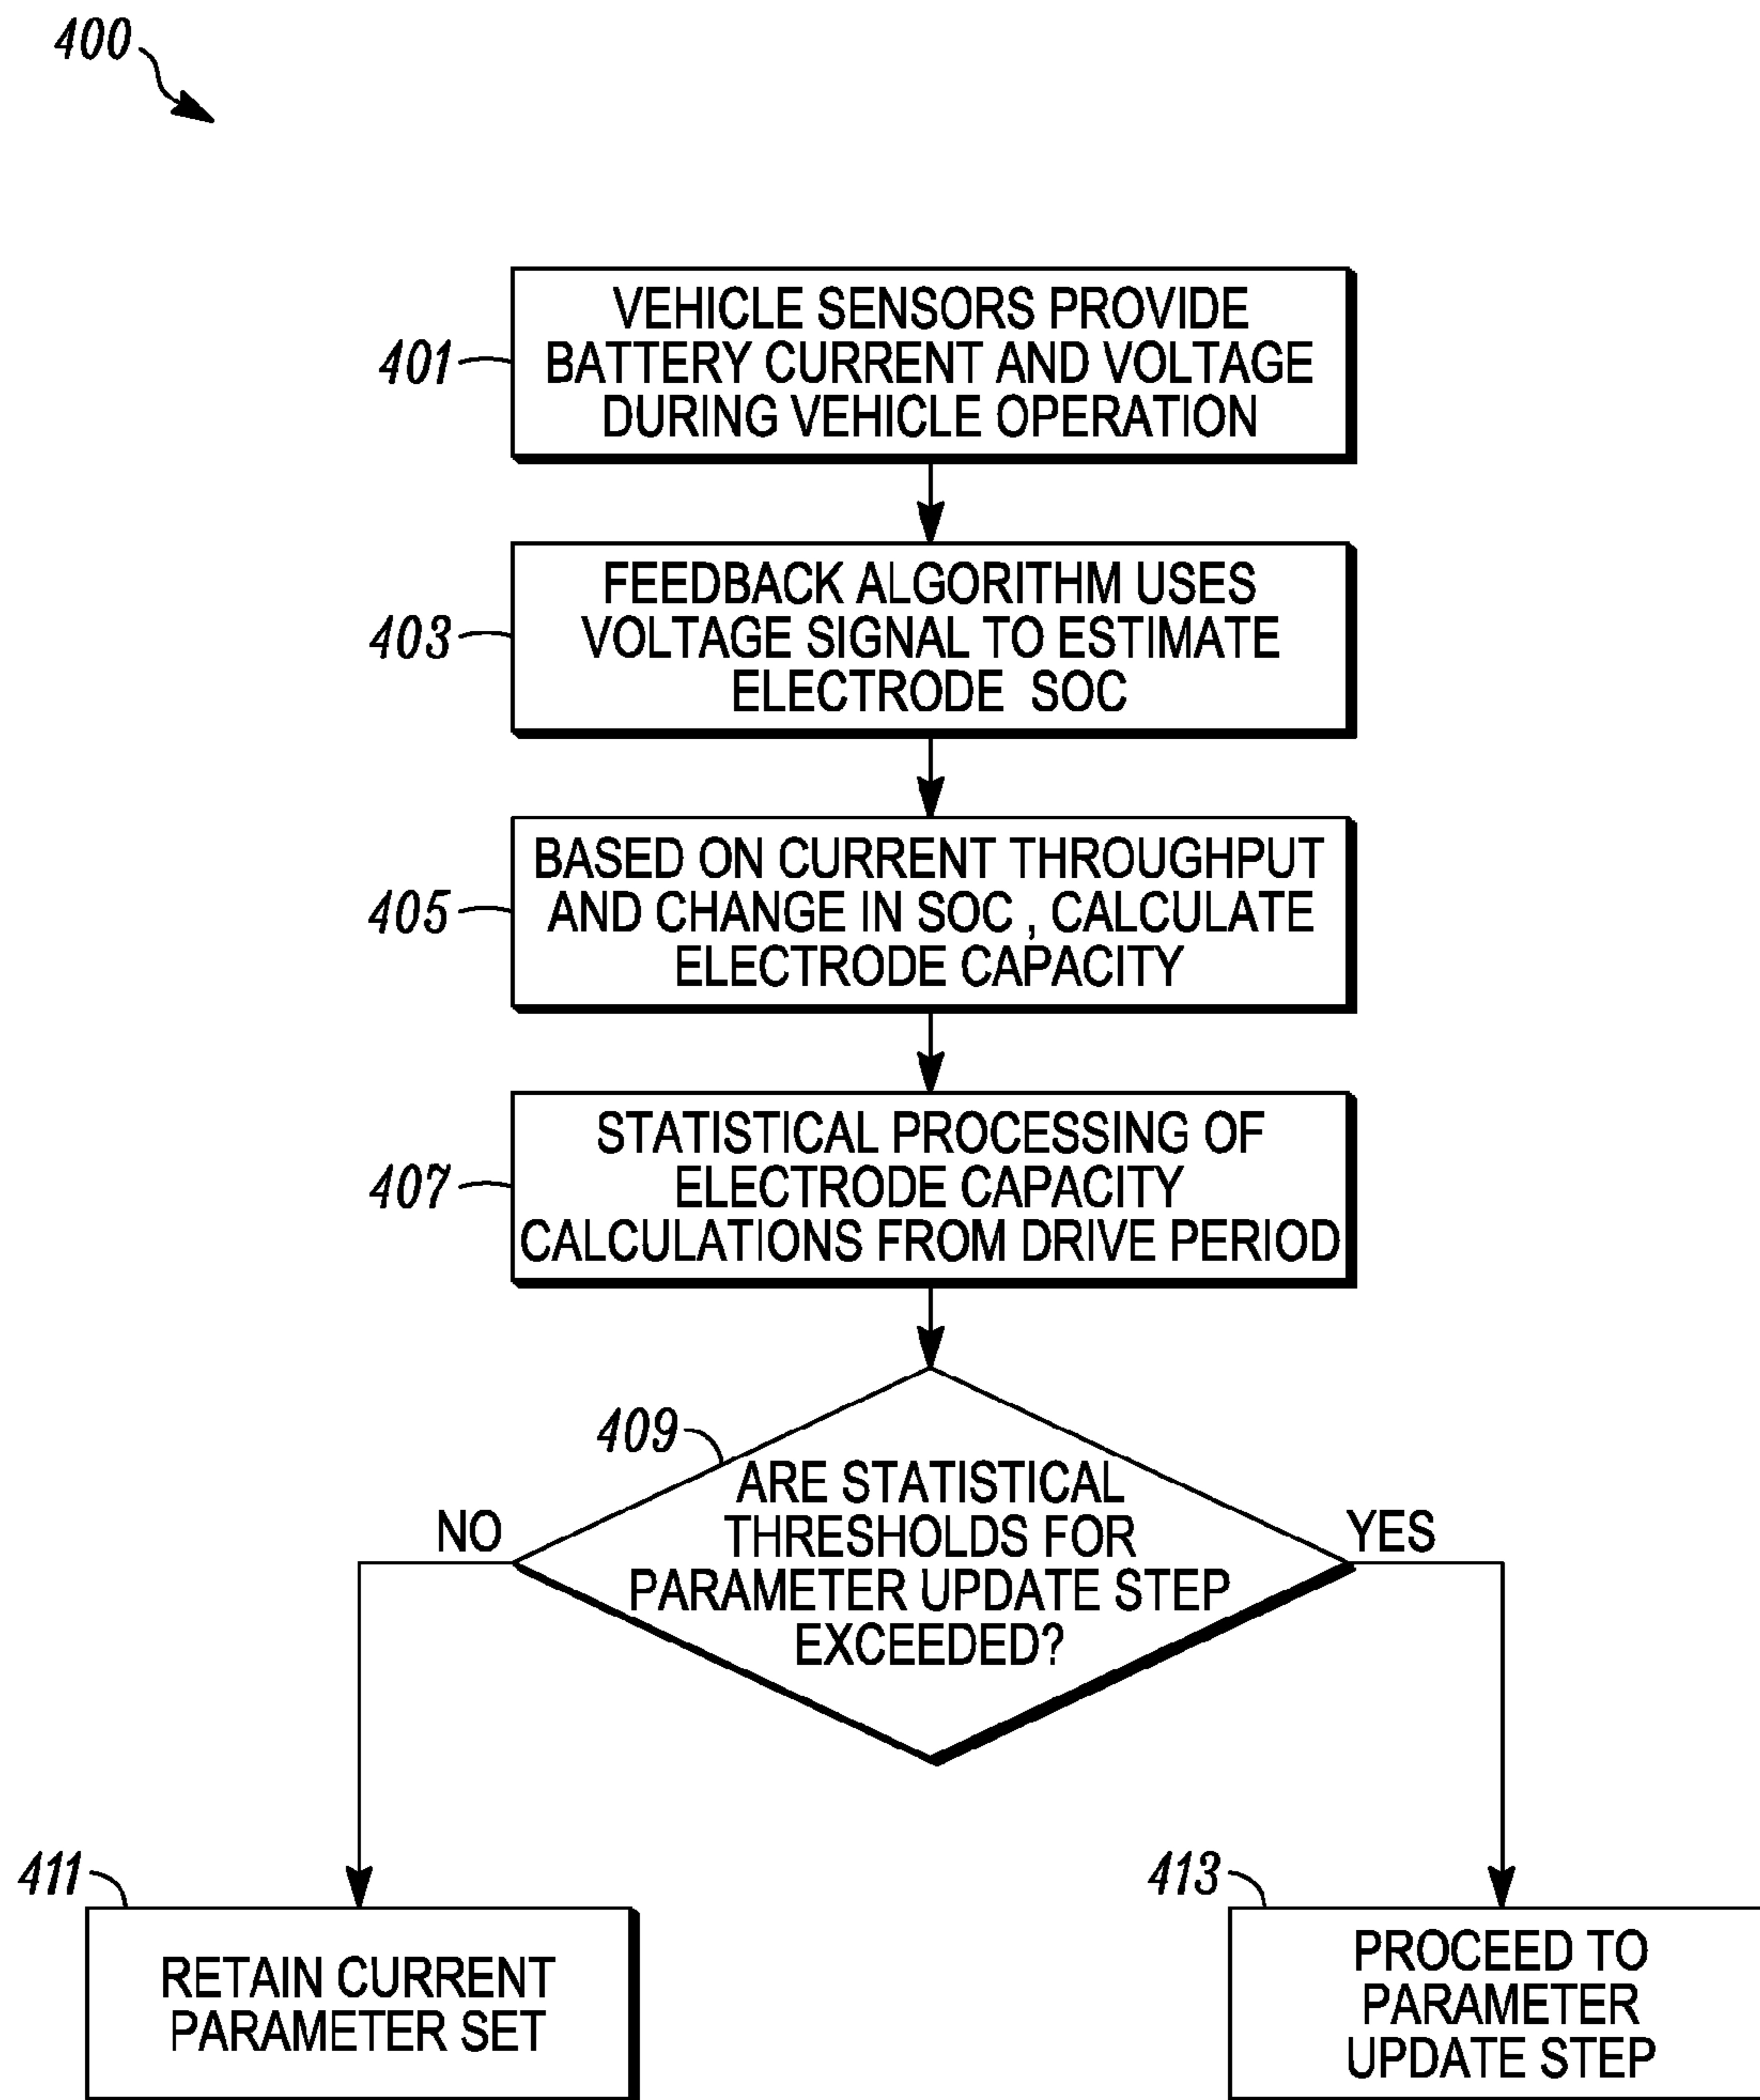 400
401
VEHICLE SENSORS PROVIDE
BATTERY CURRENT AND VOLTAGE
DURING VEHICLE OPERATION
403
FEEDBACK ALGORITHM USES
VOLTAGE SIGNAL TO ESTIMATE
ELECTRODE SOC
405
BASED ON CURRENT THROUGHPUT
AND CHANGE IN SOC , CALCULATE
ELECTRODE CAPACITY
407
STATISTICAL PROCESSING OF
ELECTRODE CAPACITY
CALCULATIONS FROM DRIVE PERIOD
409
ARE STATISTICAL
THRESHOLDS FOR
PARAMETER UPDATE STEP
EXCEEDED?
NO
YES
411
RETAIN CURRENT
PARAMETER SET
413
PROCEED TO
PARAMETER
UPDATE STEP